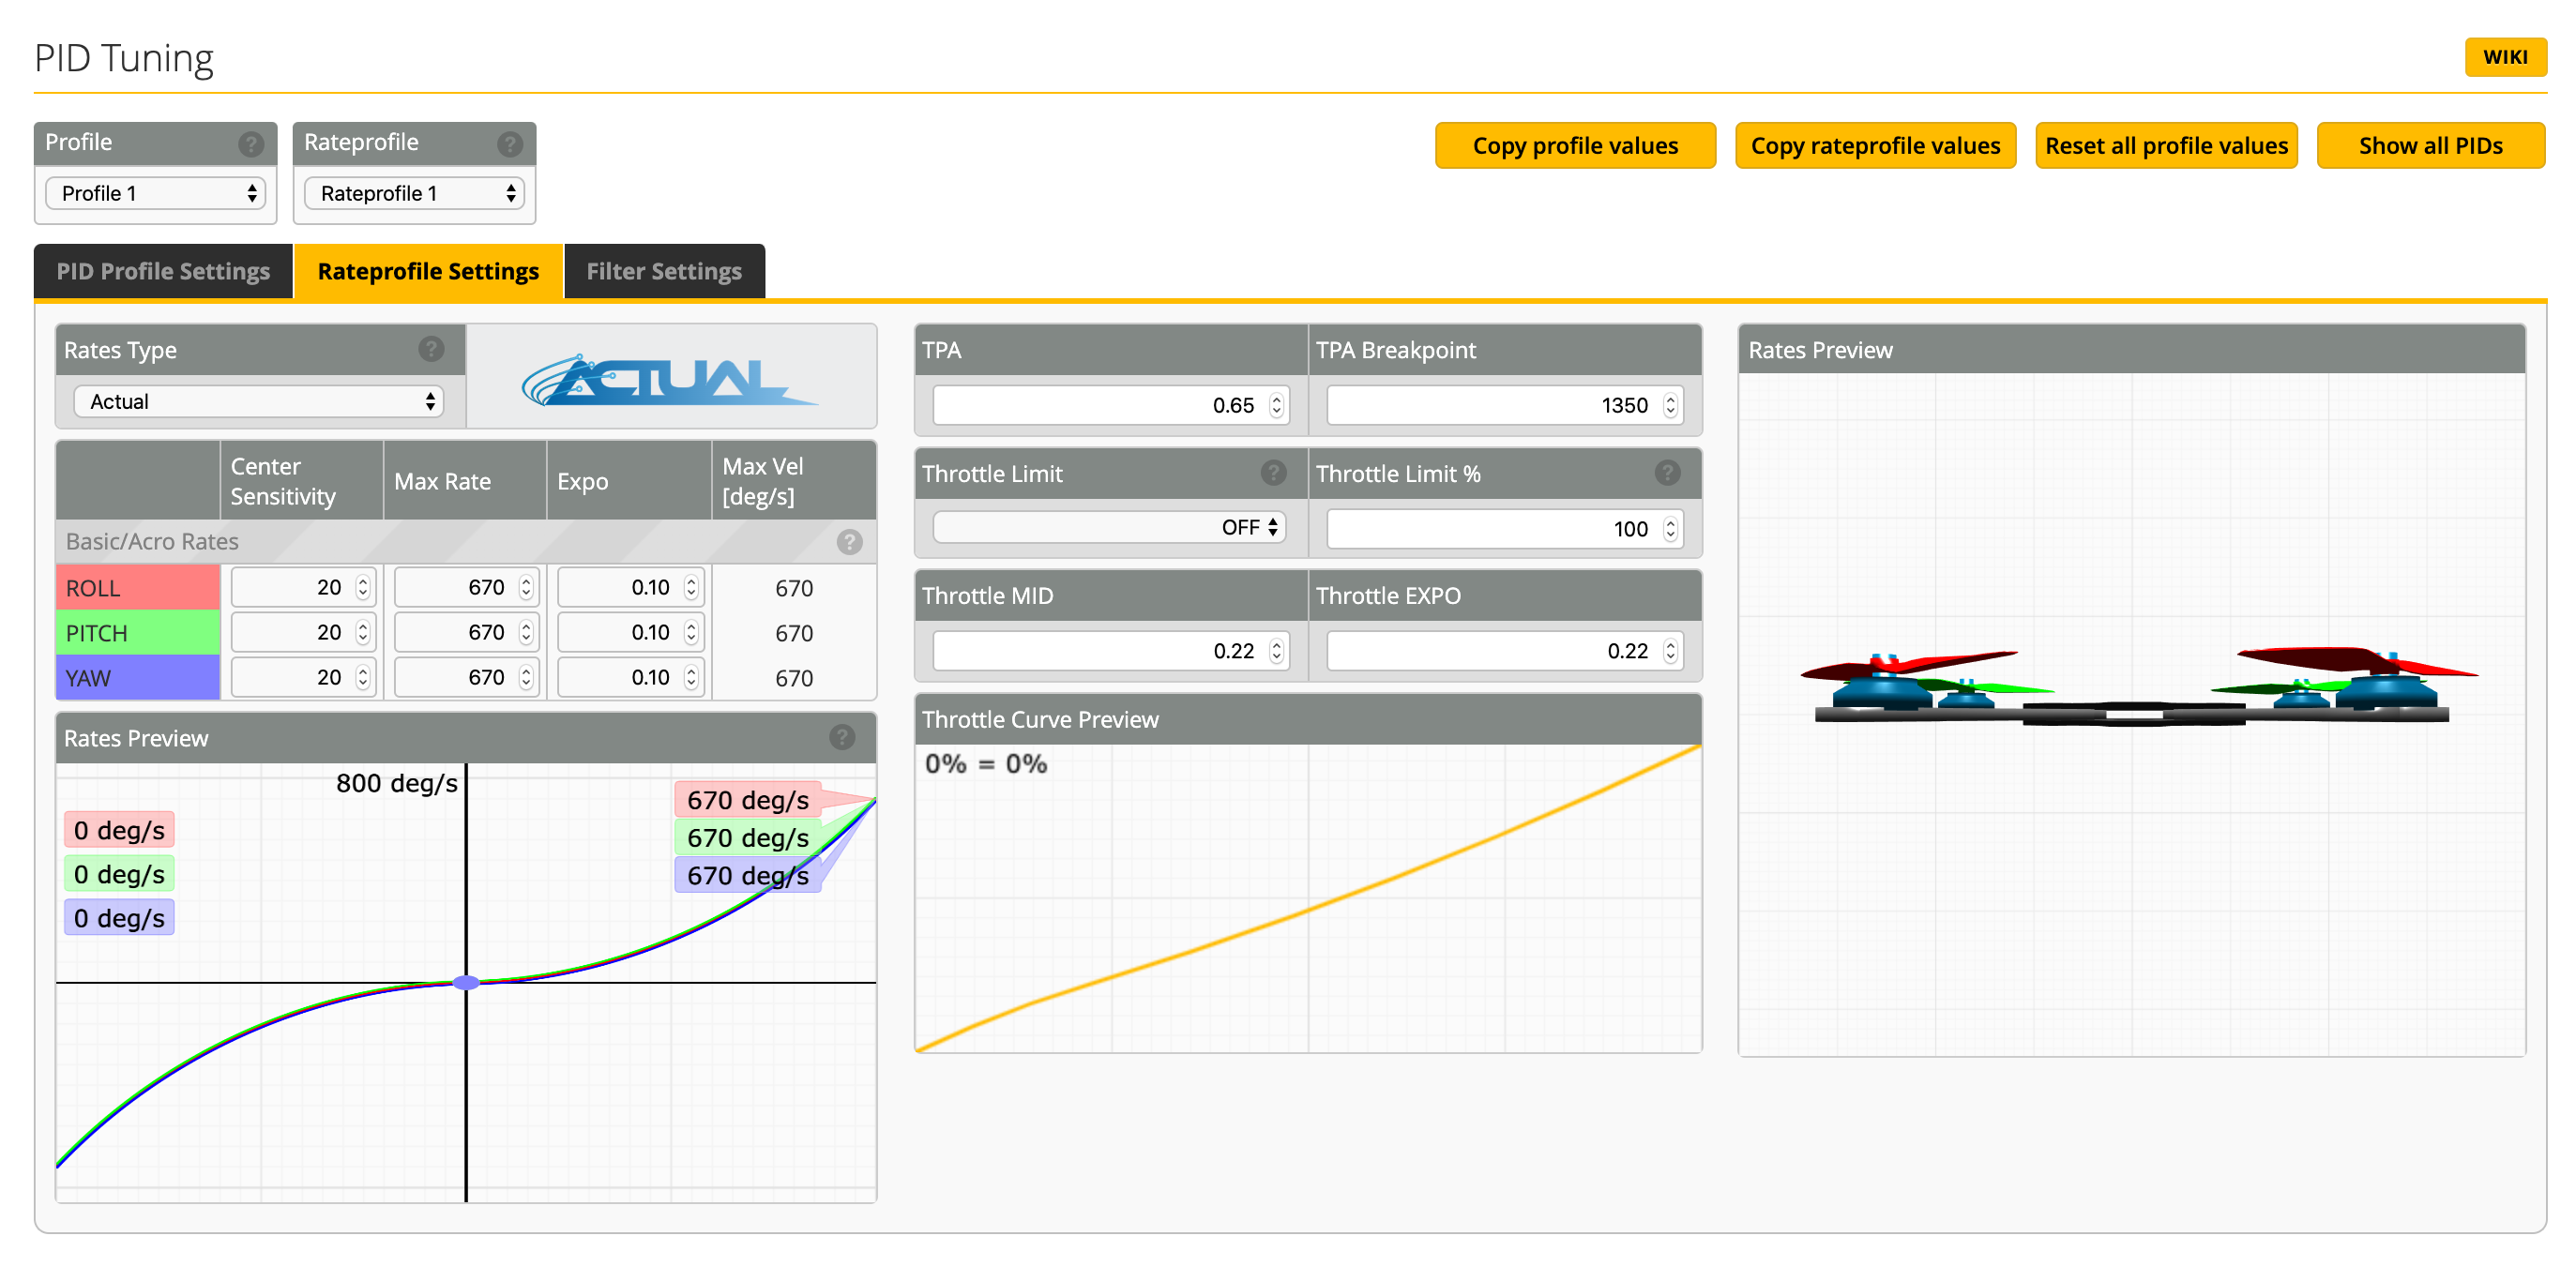 PID Tuning
WIKI
Profile
Rateprofile
Profile 1
Rateprofile 1
Copy profile values
Copy rateprofile values
Reset all profile values
Show all PIDs
PID Profile Settings
Rateprofile Settings
Filter Settings
Rates Type
Actual
ACTUAL
Center Sensitivity
Max Rate
Expo
Max Vel [deg/s]
Basic/Acro Rates
ROLL 20 670 0.10 670
PITCH 20 670 0.10 670
YAW 20 670 0.10 670
Rates Preview
800 deg/s
0 deg/s
0 deg/s
0 deg/s
670 deg/s
670 deg/s
670 deg/s
TPA
TPA Breakpoint
0.65
1350
Throttle Limit
Throttle Limit %
OFF
100
Throttle MID
Throttle EXPO
0.22
0.22
Throttle Curve Preview
0% = 0%
Rates Preview